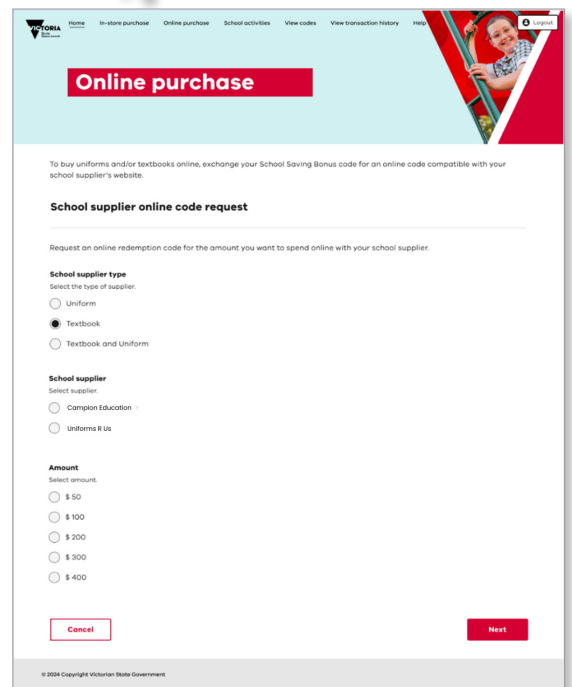 VICTORIA
State
Government
Home In-store purchase Online purchase School activities View codes View transaction history Help
Logout
Online purchase
To buy uniforms and/or textbooks online, exchange your School Saving Bonus code for an online code compatible with your
school supplier's website.
School supplier online code request
Request an online redemption code for the amount you want to spend online with your school supplier.
School supplier type
Select the type of supplier.
Uniform
Textbook
Textbook and Uniform
School supplier
Select supplier.
Campion Education
Uniforms R Us
Amount
Select amount.
$ 50
$ 100
$ 200
$ 300
$ 400
Cancel
Next
© 2024 Copyright Victorian State Government